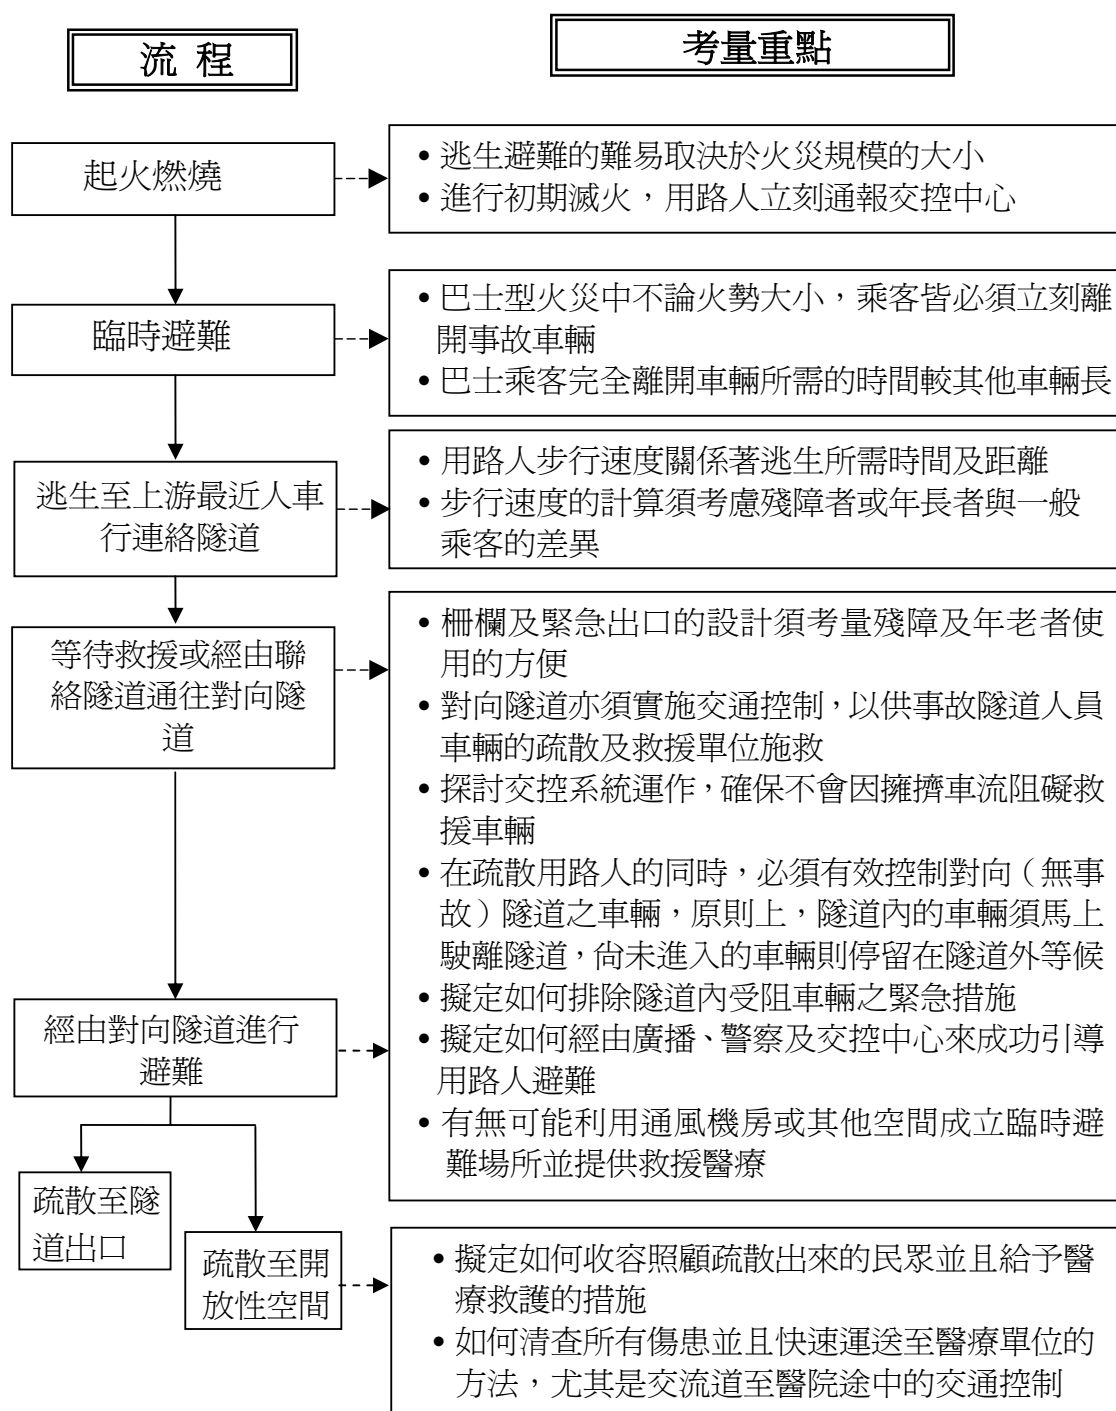 流 程
考量重點
起火燃燒
• 逃生避難的難易取決於火災規模的大小
• 進行初期滅火，用路人立刻通報交控中心
臨時避難
• 巴士型火災中不論火勢大小，乘客皆必須立刻離
開事故車輛
• 巴士乘客完全離開車輛所需的時間較其他車輛長
逃生至上游最近人車
行連絡隧道
• 用路人步行速度關係著逃生所需時間及距離
• 步行速度的計算須考慮殘障者或年長者與一般
乘客的差異
等待救援或經由聯
絡隧道通往對向隧
道
• 柵欄及緊急出口的設計須考量殘障及年老者使
用的方便
• 對向隧道亦須實施交通控制，以供事故隧道人員
車輛的疏散及救援單位施救
• 探討交控系統運作，確保不會因擁擠車流阻礙救
援車輛
• 在疏散用路人的同時，必須有效控制對向（無事
故）隧道之車輛，原則上，隧道內的車輛須馬上
駛離隧道，尚未進入的車輛則停留在隧道外等候
• 擬定如何排除隧道內受阻車輛之緊急措施
• 擬定如何經由廣播、警察及交控中心來成功引導
用路人避難
• 有無可能利用通風機房或其他空間成立臨時避
難場所並提供救援醫療
經由對向隧道進行
避難
疏散至隧
道出口
疏散至開
放性空間
• 擬定如何收容照顧疏散出來的民眾並且給予醫
療救護的措施
• 如何清查所有傷患並且快速運送至醫療單位的
方法，尤其是交流道至醫院途中的交通控制